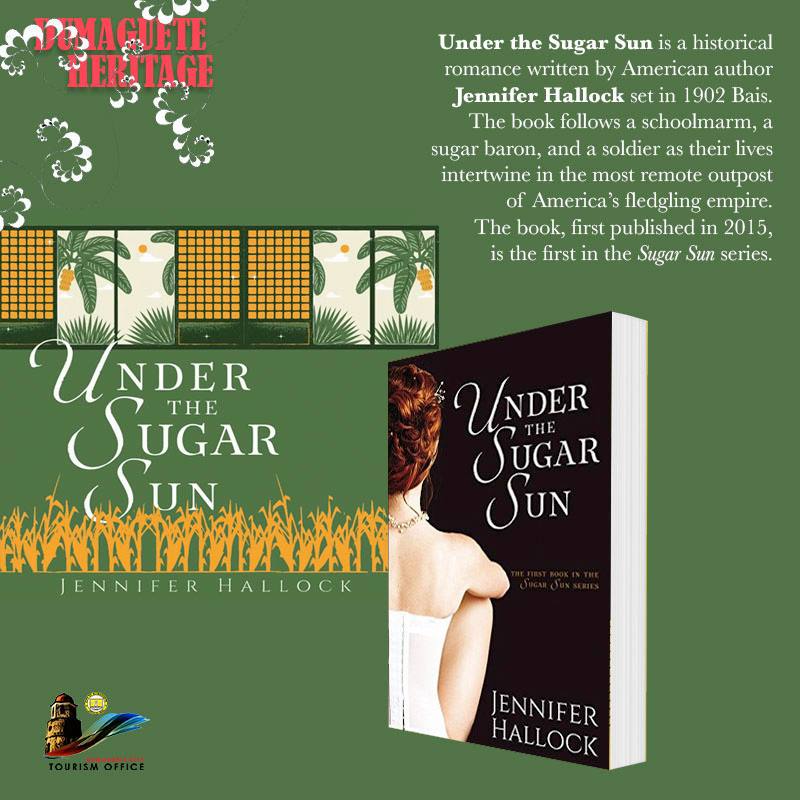 DUMAGUETE
HERITAGE
Under the Sugar Sun is a historical
romance written by American author
Jennifer Hallock set in 1902 Bais.
The book follows a schoolmarm, a
sugar baron, and a soldier as their lives
intertwine in the most remote outpost
of America’s fledgling empire.
The book, first published in 2015,
is the first in the Sugar Sun series.
UNDER
THE
SUGAR
SUN
JENNIFER HALLOCK
UNDER
THE
SUGAR
SUN
THE FIRST BOOK IN THE
SUGAR SUN SERIES
JENNIFER
HALLOCK
DUMAGUETE CITY
TOURISM OFFICE